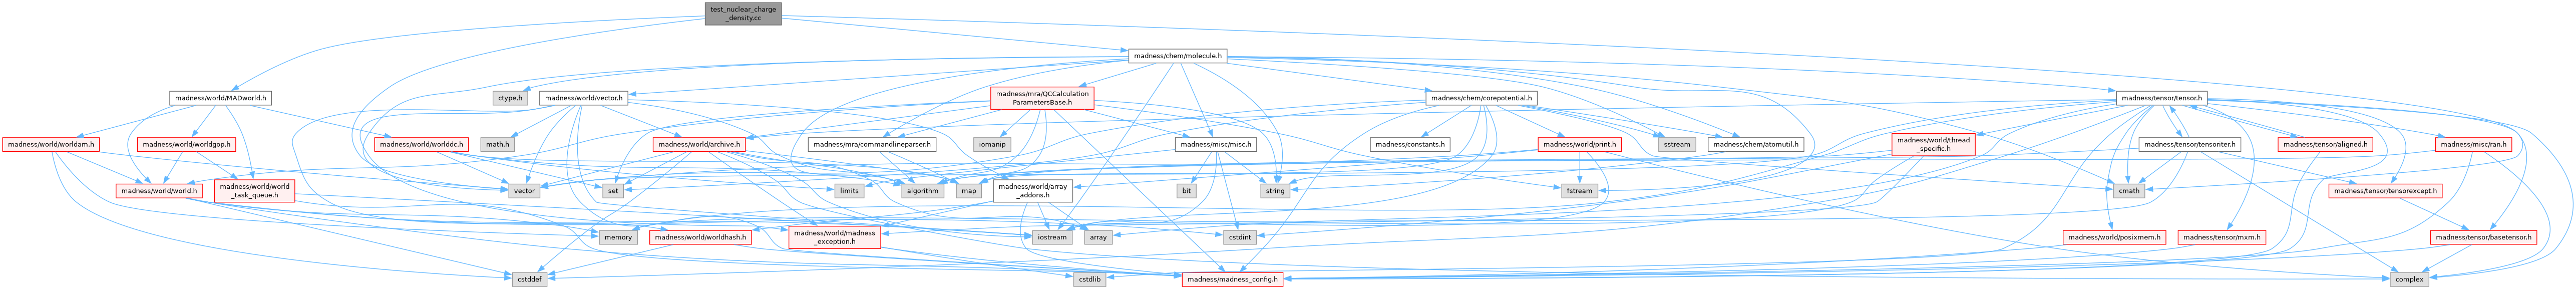 test_nuclear_charge
_density.cc
madness/chem/molecule.h
ctype.h
madness/world/MADworld.h
madness/world/vector.h
madness/mra/QCCalculation
ParametersBase.h
madness/chem/corepotential.h
madness/tensor/tensor.h
madness/world/worldam.h
madness/world/worldgop.h
madness/world/worlddc.h
math.h
madness/world/archive.h
iomanip
madness/mra/commandlineparser.h
madness/misc/misc.h
madness/constants.h
madness/world/print.h
sstream
madness/chem/atomutil.h
madness/world/thread
_specific.h
madness/tensor/tensoriter.h
madness/tensor/aligned.h
madness/misc/ran.h
madness/world/world.h
madness/world/world
_task_queue.h
vector
set
limits
algorithm
map
madness/world/array
_addons.h
bit
string
fstream
cmath
madness/tensor/tensorexcept.h
memory
madness/world/worldhash.h
madness/world/madness
_exception.h
iostream
array
cstdint
madness/world/posixmem.h
madness/tensor/mxm.h
madness/tensor/basetensor.h
cstddef
cstdlib
madness/madness_config.h
complex